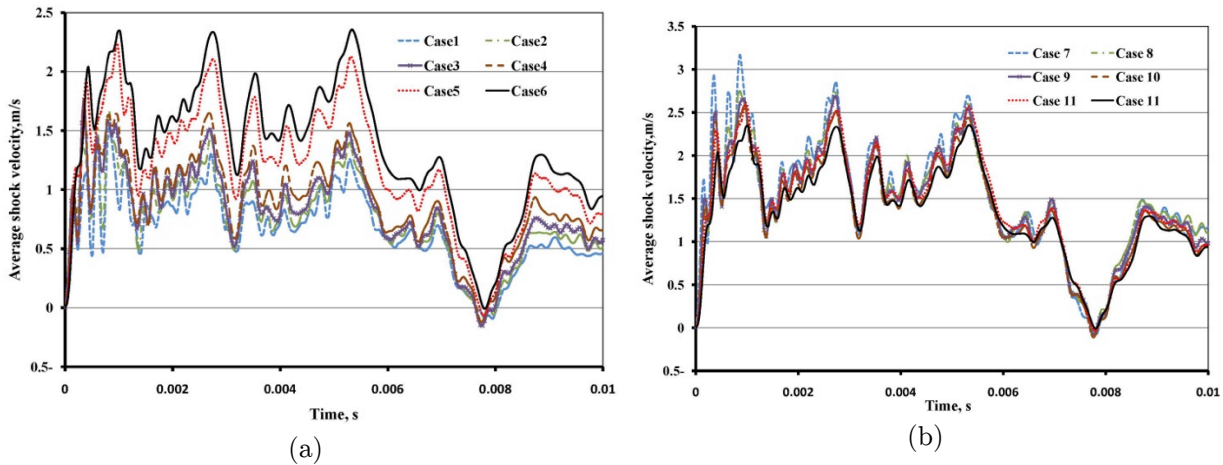 2.5
2
1.5
1
0.5
0
0.5-
Average shock velocity,m/s
Case1
Case2
Case3
Case4
Case5
Case6
0
0.002
0.004
0.006
0.008
0.01
Time, s
(a)
3.5
3
2.5
2
1.5
1
0.5
0
0.5-
Average shock velocity,m/s
Case 7
Case 8
Case 9
Case 10
Case 11
Case 11
0
0.002
0.004
0.006
0.008
0.01
Time, s
(b)